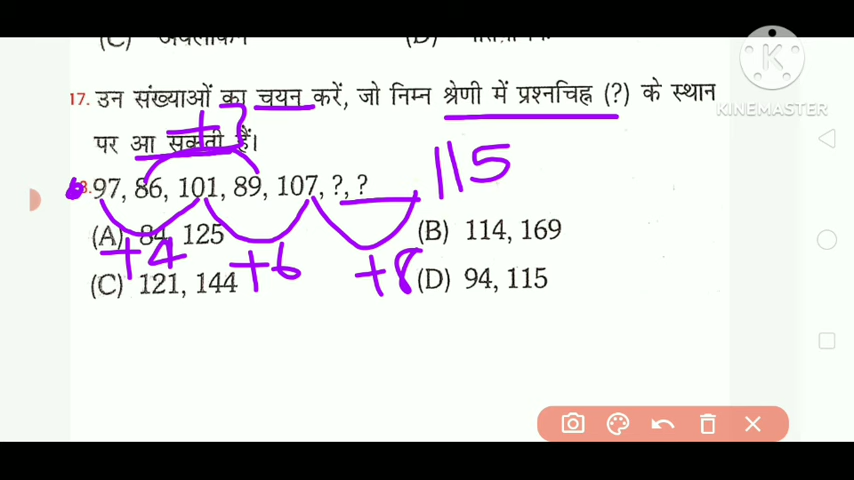 (C)
(D)
17. उन संख्याओं का चयन करें, जो निम्न श्रेणी में प्रश्नचिह्न (?) के स्थान
पर आ सकती हैं।
+3
97, 86, 101, 89, 107, ?, ?
115
(A) 84, 125 (B) 114, 169
+4 +6 +8
(C) 121, 144 (D) 94, 115
K
KINEMASTER